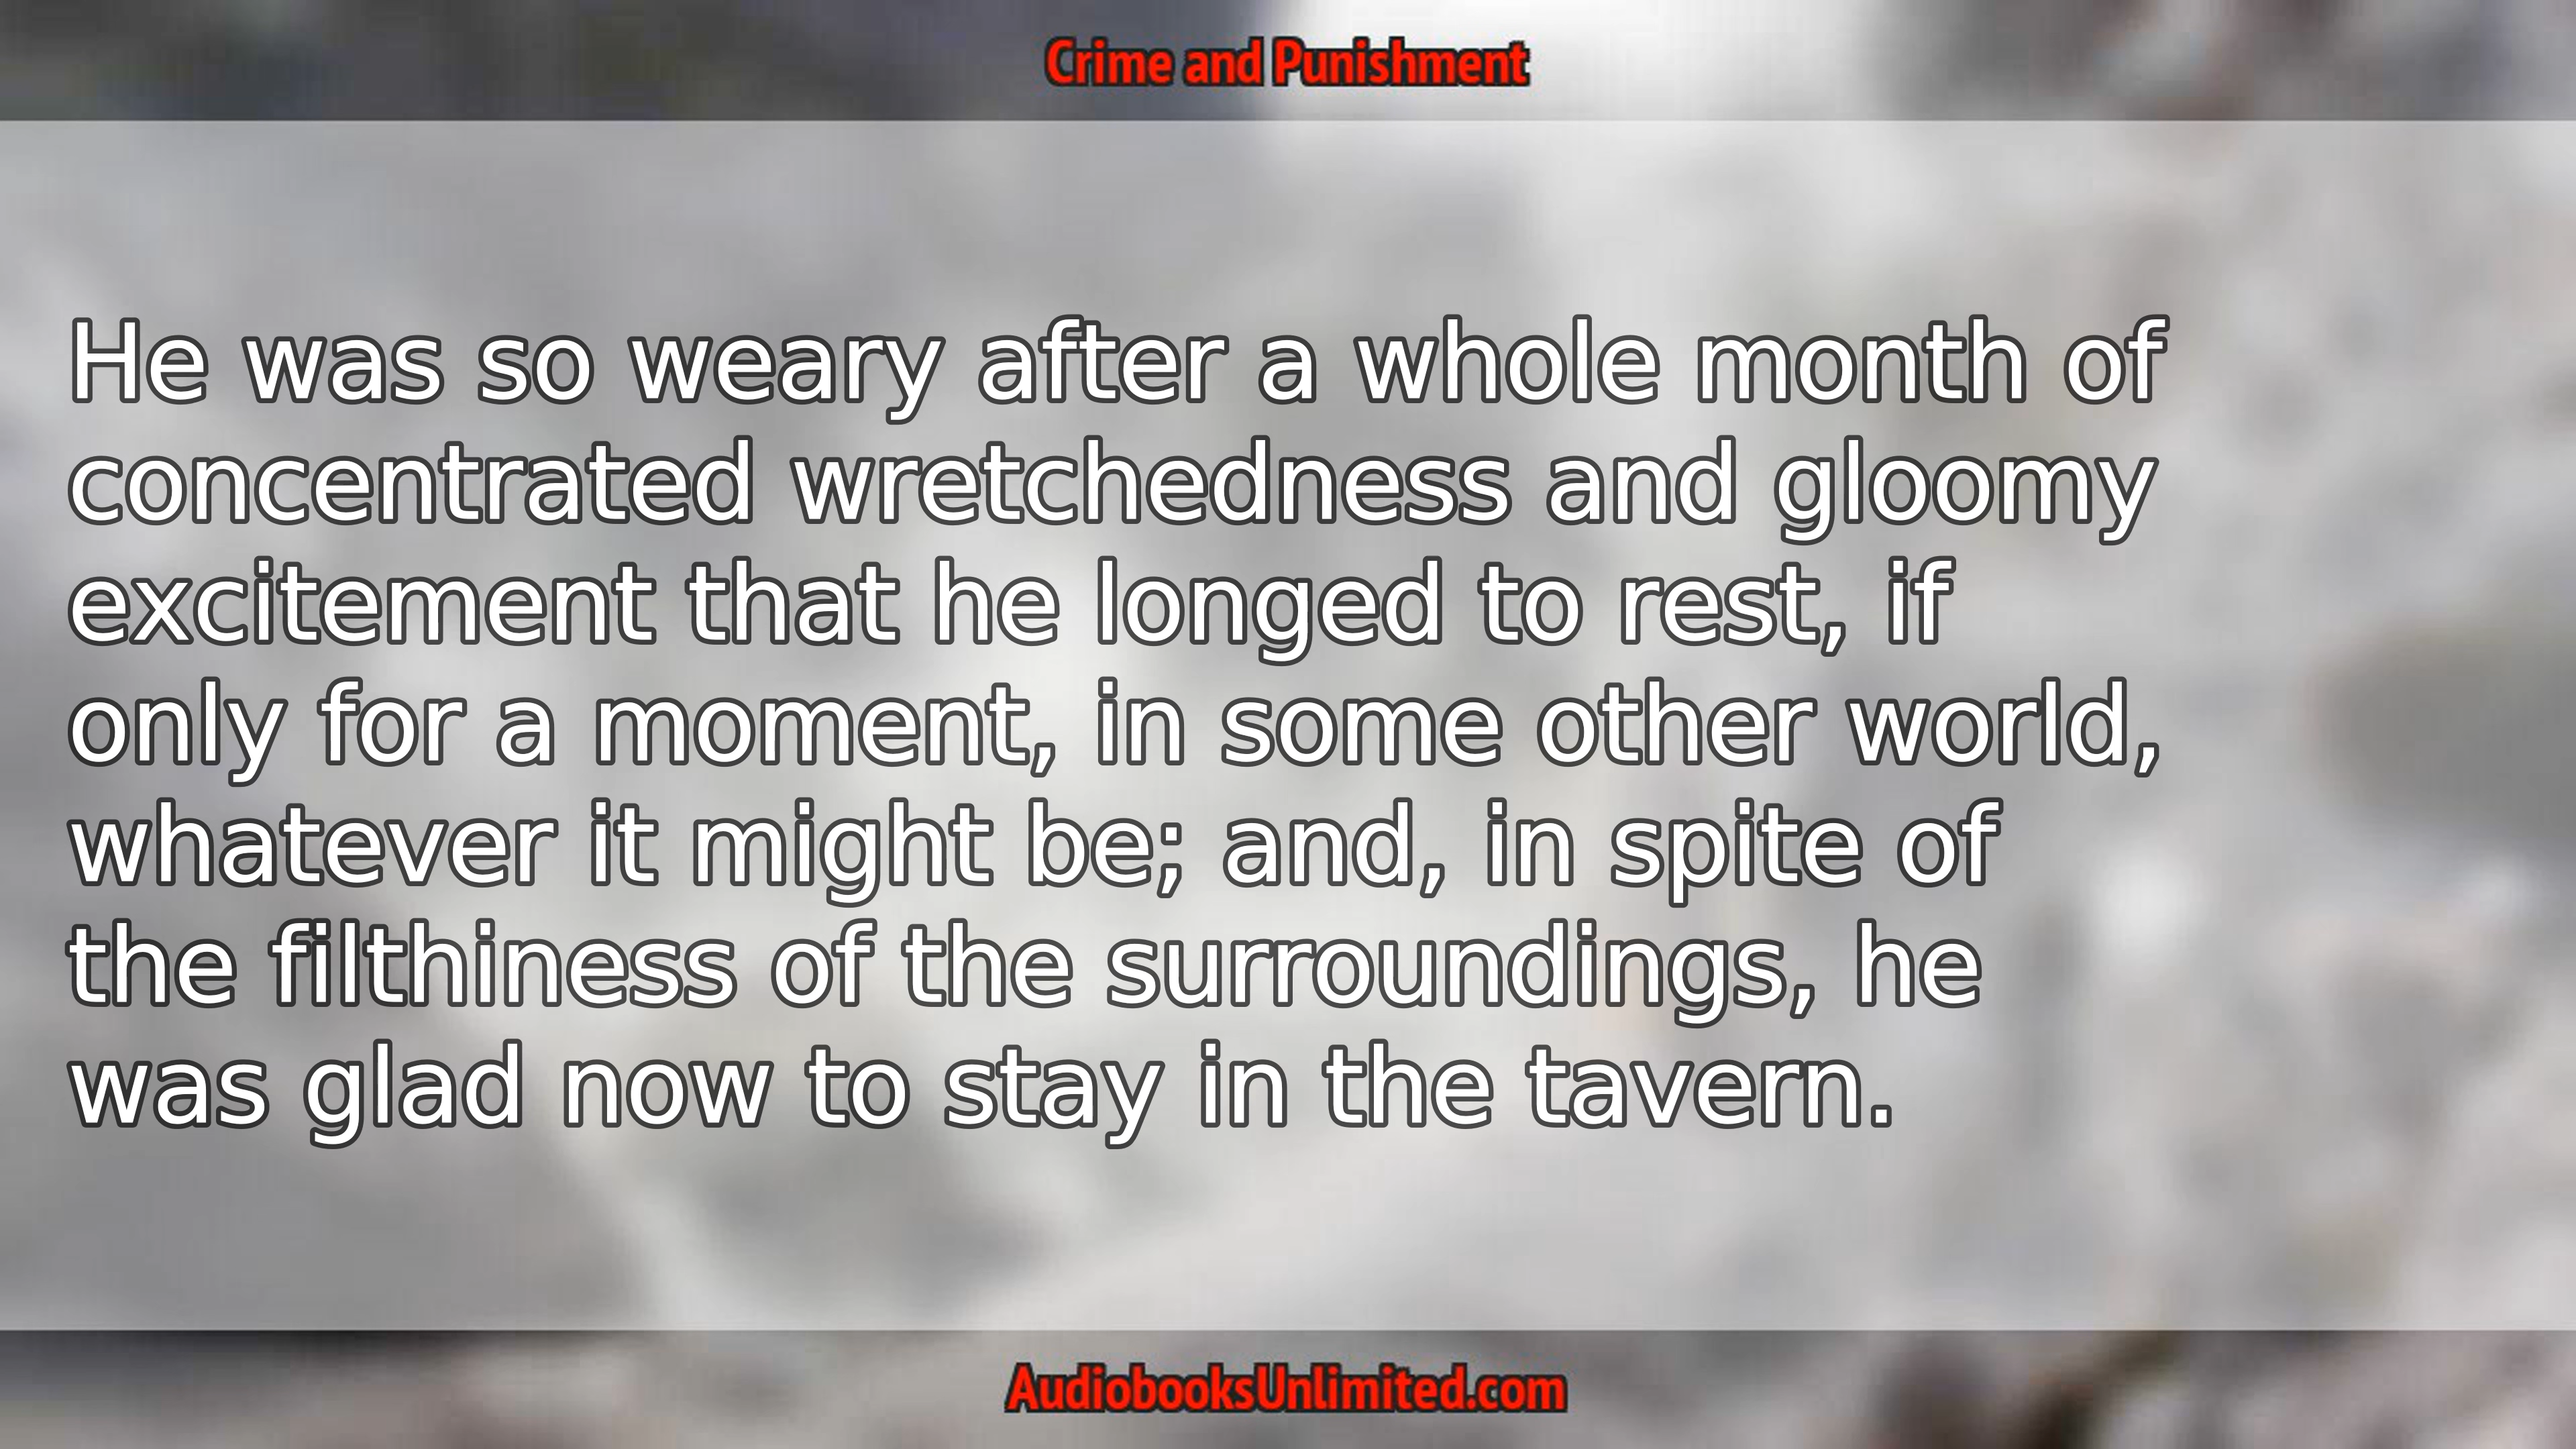 Crime and Punishment
He was so weary after a whole month of
concentrated wretchedness and gloomy
excitement that he longed to rest, if
only for a moment, in some other world,
whatever it might be; and, in spite of
the filthiness of the surroundings, he
was glad now to stay in the tavern.
AudiobooksUnlimited.com